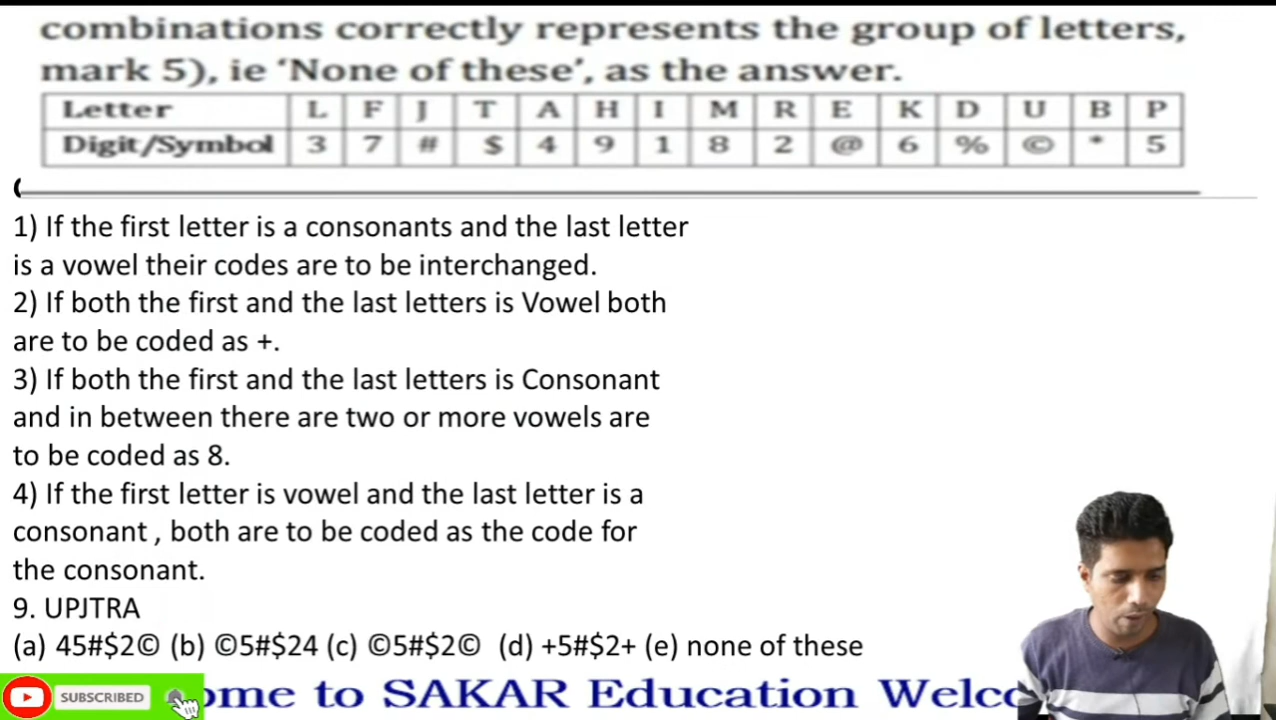 combinations correctly represents the group of letters,
mark 5), ie ‘None of these’, as the answer.
Letter L F J T A H I M R E K D U B P
Digit/Symbol 3 7 # $ 4 9 1 8 2 @ 6 % © * 5
(
1) If the first letter is a consonants and the last letter
is a vowel their codes are to be interchanged.
2) If both the first and the last letters is Vowel both
are to be coded as +.
3) If both the first and the last letters is Consonant
and in between there are two or more vowels are
to be coded as 8.
4) If the first letter is vowel and the last letter is a
consonant , both are to be coded as the code for
the consonant.
9. UPJTRA
(a) 45#$2© (b) ©5#$24 (c) ©5#$2© (d) +5#$2+ (e) none of these
SUBSCRIBED ome to SAKAR Education Welco